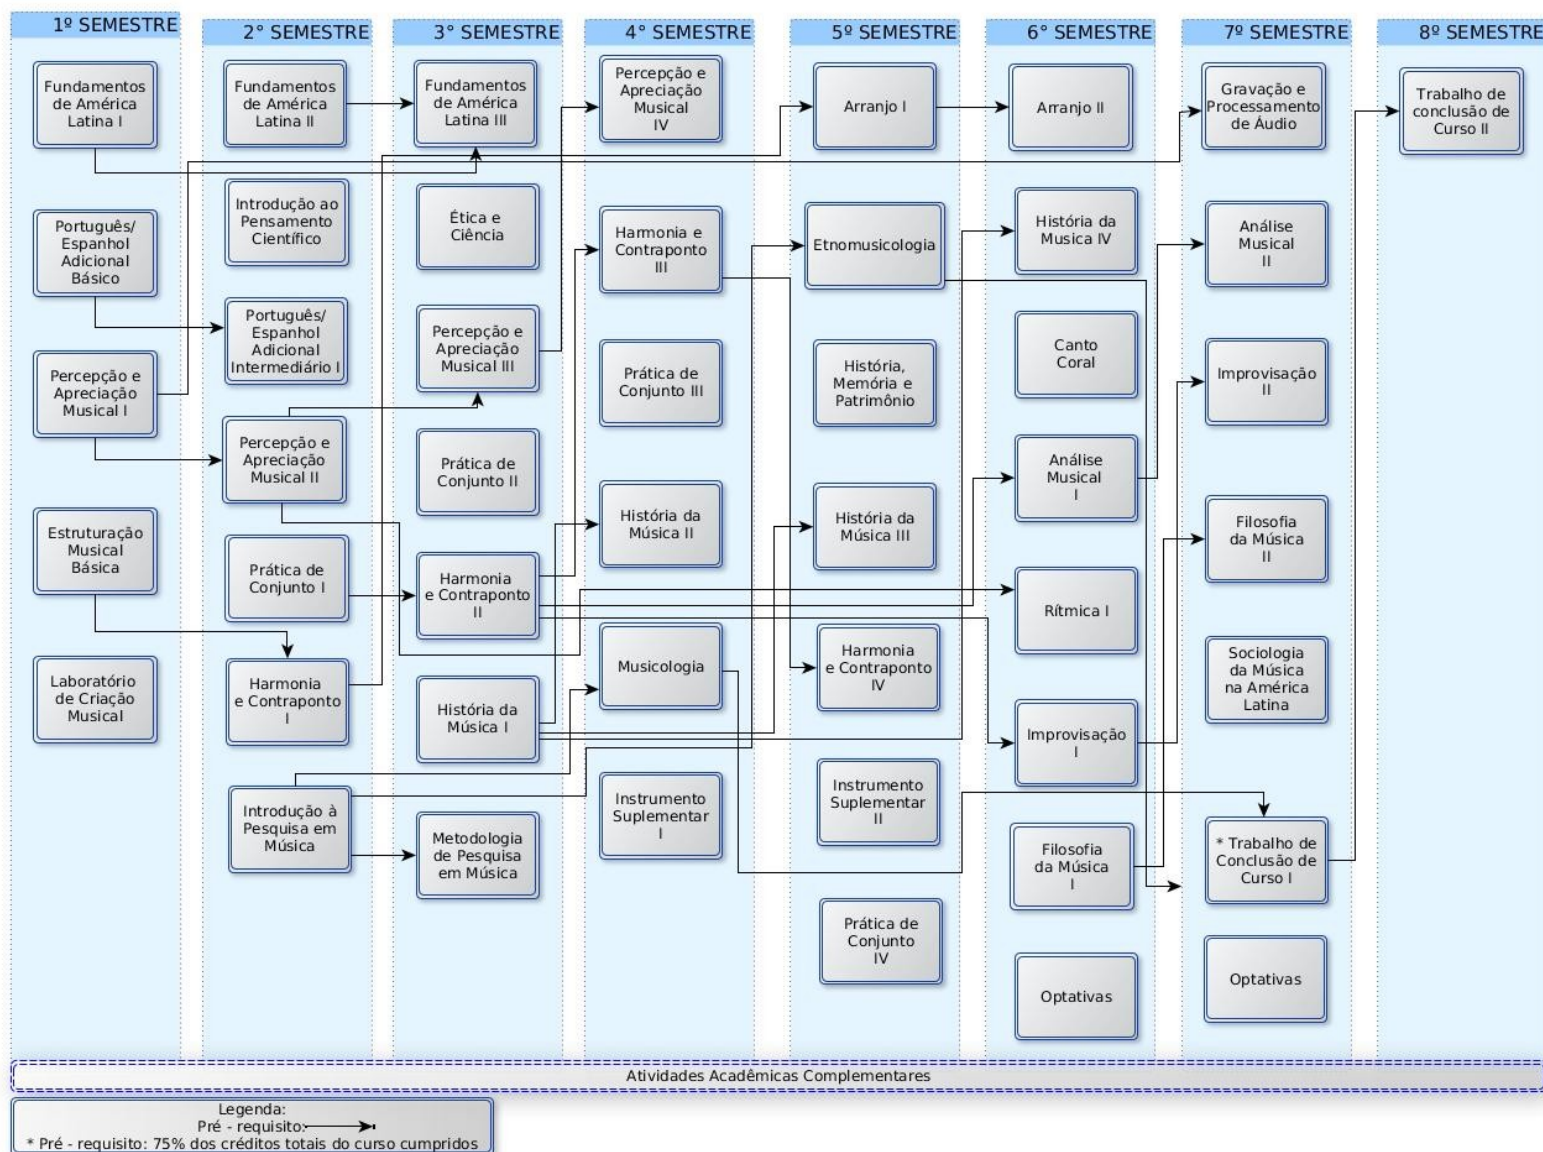 1º SEMESTRE
Fundamentos
de América
Latina I
Português/
Espanhol
Adicional
Básico
Percepção e
Apreciação
Musical I
Estruturação
Musical
Básica
Laboratório
de Criação
Musical
2° SEMESTRE
Fundamentos
de América
Latina II
Introdução ao
Pensamento
Científico
Português/
Espanhol
Adicional
Intermediário I
Percepção e
Apreciação
Musical II
Prática de
Conjunto I
Harmonia
e Contraponto
I
Introdução à
Pesquisa em
Música
3° SEMESTRE
Fundamentos
de América
Latina III
Ética e
Ciência
Percepção e
Apreciação
Musical III
Prática de
Conjunto II
Harmonia
e Contraponto
II
História da
Música I
Metodologia
de Pesquisa
em Música
4° SEMESTRE
Percepção e
Apreciação
Musical
IV
Harmonia e
Contraponto
III
Prática de
Conjunto III
História da
Música II
Musicologia
Instrumento
Suplementar
I
5º SEMESTRE
Arranjo I
Etnomusicologia
História,
Memória e
Patrimônio
História da
Música III
Harmonia
e Contraponto
IV
Instrumento
Suplementar
II
Prática de
Conjunto
IV
6° SEMESTRE
Arranjo II
História da
Musica IV
Canto
Coral
Análise
Musical
I
Rítmica I
Improvisação
I
Filosofia
da Música
I
Optativas
7º SEMESTRE
Gravação e
Processamento
de Áudio
Análise
Musical
II
Improvisação
II
Filosofia
da Música
II
Sociologia
da Música
na América
Latina
* Trabalho de
Conclusão de
Curso I
Optativas
8º SEMESTRE
Trabalho de
conclusão de
Curso II
Atividades Acadêmicas Complementares
Legenda:
Pré - requisito:
* Pré - requisito: 75% dos créditos totais do curso cumpridos